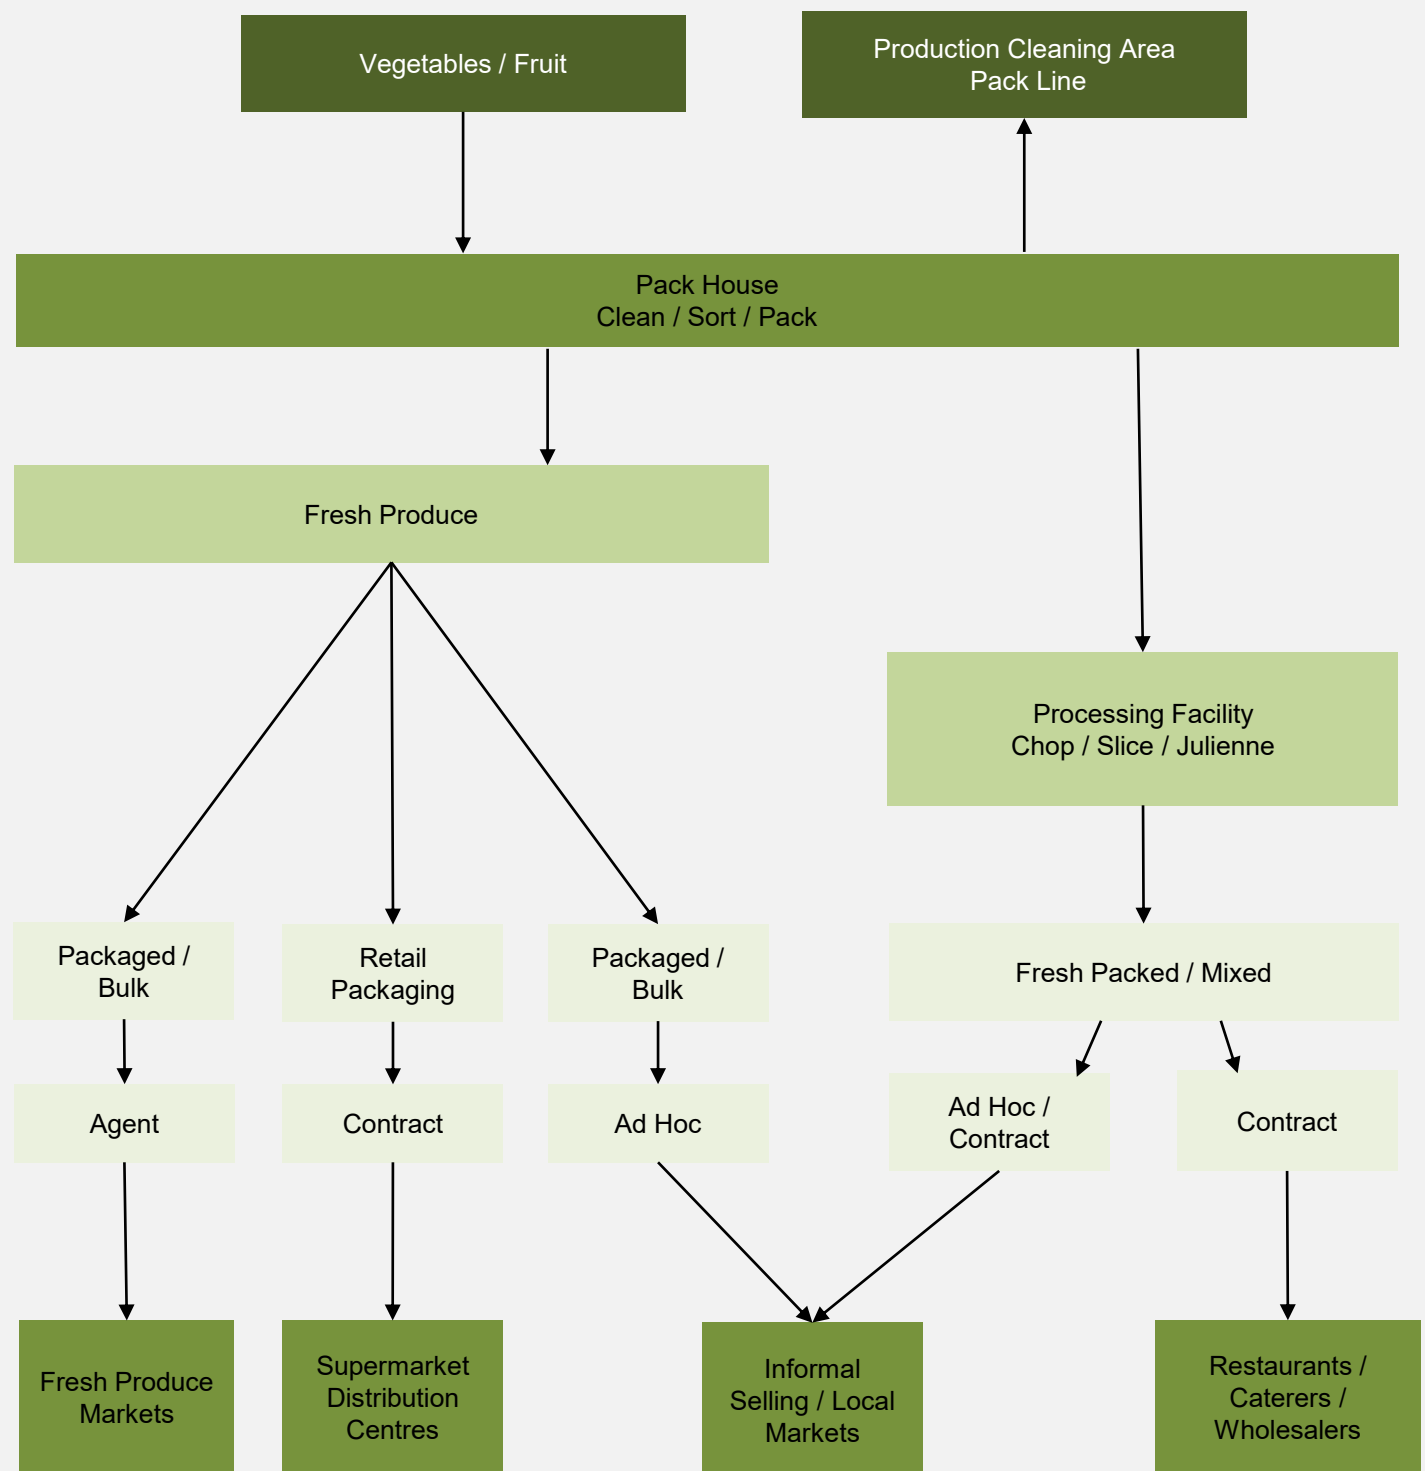 Vegetables / Fruit
Production Cleaning Area
Pack Line
Pack House
Clean / Sort / Pack
Fresh Produce
Processing Facility
Chop / Slice / Julienne
Packaged /
Bulk
Retail
Packaging
Packaged /
Bulk
Fresh Packed / Mixed
Agent
Contract
Ad Hoc
Ad Hoc /
Contract
Contract
Fresh Produce
Markets
Supermarket
Distribution
Centres
Informal
Selling / Local
Markets
Restaurants /
Caterers /
Wholesalers